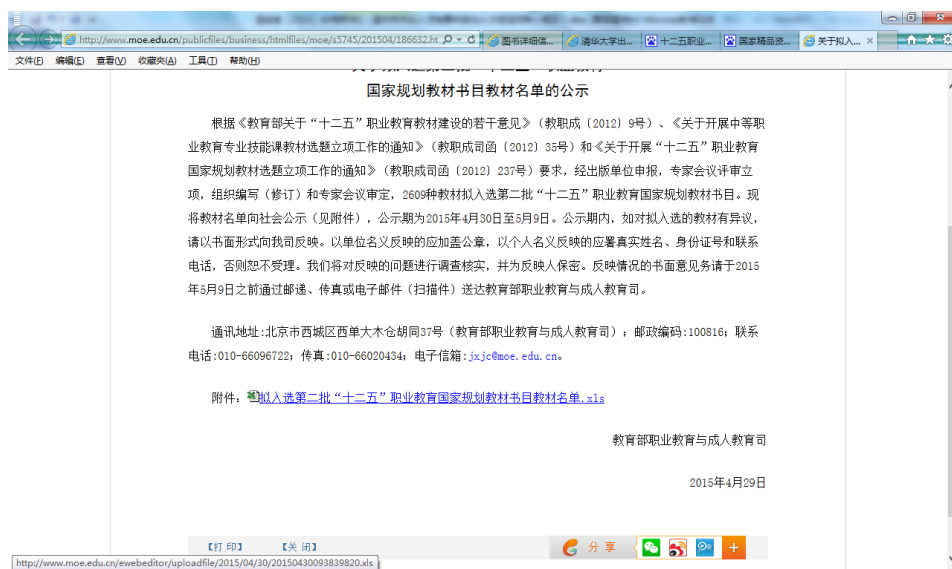 http://www.moe.edu.cn/publicfiles/business/htmlfiles/moe/s5745/201504/186632.ht
图书详细信...
清华大学出...
十二五职业...
国家精品资...
关于拟入...
文件(F) 编辑(E) 查看(V) 收藏夹(A) 工具(T) 帮助(H)
国家规划教材书目教材名单的公示
根据《教育部关于“十二五”职业教育教材建设的若干意见》（教职成〔2012〕9号）、《关于开展中等职
业教育专业技能课教材选题立项工作的通知》（教职成司函〔2012〕35号）和《关于开展“十二五”职业教育
国家规划教材选题立项工作的通知》（教职成司函〔2012〕237号）要求，经出版单位申报，专家会议评审立
项，组织编写（修订）和专家会议审定，2609种教材拟入选第二批“十二五”职业教育国家规划教材书目。现
将教材名单向社会公示（见附件），公示期为2015年4月30日至5月9日。公示期内，如对拟入选的教材有异议，
请以书面形式向我司反映。以单位名义反映的应加盖公章，以个人名义反映的应署真实姓名、身份证号和联系
电话，否则恕不受理。我们将对反映的问题进行调查核实，并为反映人保密。反映情况的书面意见务请于2015
年5月9日之前通过邮递、传真或电子邮件（扫描件）送达教育部职业教育与成人教育司。
通讯地址:北京市西城区西单大木仓胡同37号（教育部职业教育与成人教育司）；邮政编码:100816；联系
电话:010-66096722；传真:010-66020434；电子信箱:jxjc@moe.edu.cn。
附件：拟入选第二批“十二五”职业教育国家规划教材书目教材名单.xls
教育部职业教育与成人教育司
2015年4月29日
【打 印】 【关 闭】
分 享
http://www.moe.edu.cn/ewebeditor/uploadfile/2015/04/30/20150430093839820.xls